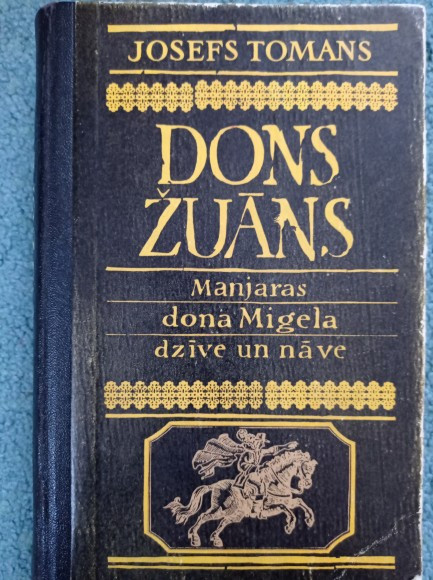 JOSEFS TOMANS
DONS
ŽUĀNS
Manjaras
dona Migela
dzīve un nāve